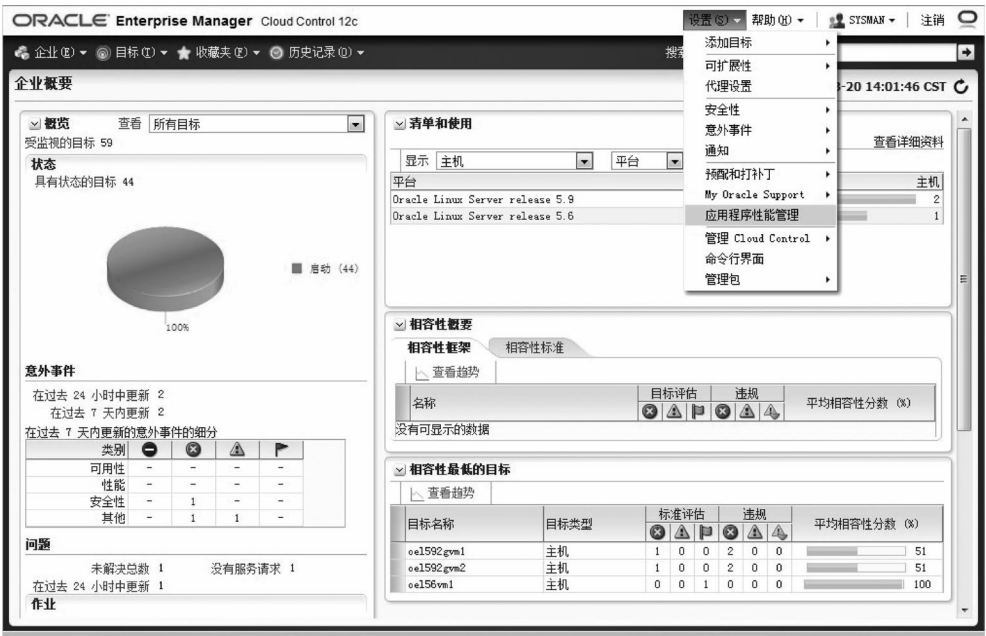 ORACLE Enterprise Manager Cloud Control 12c
设置(S) 帮助(H) SYSMAN 注销
企业(E) 目标(T) 收藏夹(F) 历史记录(O) 搜索
企业概要
-20 14:01:46 CST
添加目标
可扩展性
代理设置
安全性
意外事件
通知
预配和打补丁
My Oracle Support
应用程序性能管理
管理 Cloud Control
命令行界面
管理包
概览 查看 所有目标
受监视的目标 59
状态
具有状态的目标 44
启动 (44)
100%
意外事件
在过去 24 小时中更新 2
在过去 7 天内更新 2
在过去 7 天内更新的意外事件的细分
类别
可用性 - - - -
性能 - - - -
安全性 - 1 - -
其他 - 1 1 -
问题
未解决总数 1 没有服务请求 1
在过去 24 小时中更新 1
作业
清单和使用
查看详细资料
显示 主机 平台
平台 主机
Oracle Linux Server release 5.9 2
Oracle Linux Server release 5.6 1
相容性概要
相容性框架 相容性标准
查看趋势
名称 目标评估 违规 平均相容性分数 (%)
没有可显示的数据
相容性最低的目标
查看趋势
目标名称 目标类型 标准评估 违规 平均相容性分数 (%)
oel592gvm1 主机 1 0 0 2 0 0 51
oel592gvm2 主机 1 0 0 2 0 0 51
oel56vm1 主机 0 0 1 0 0 0 100